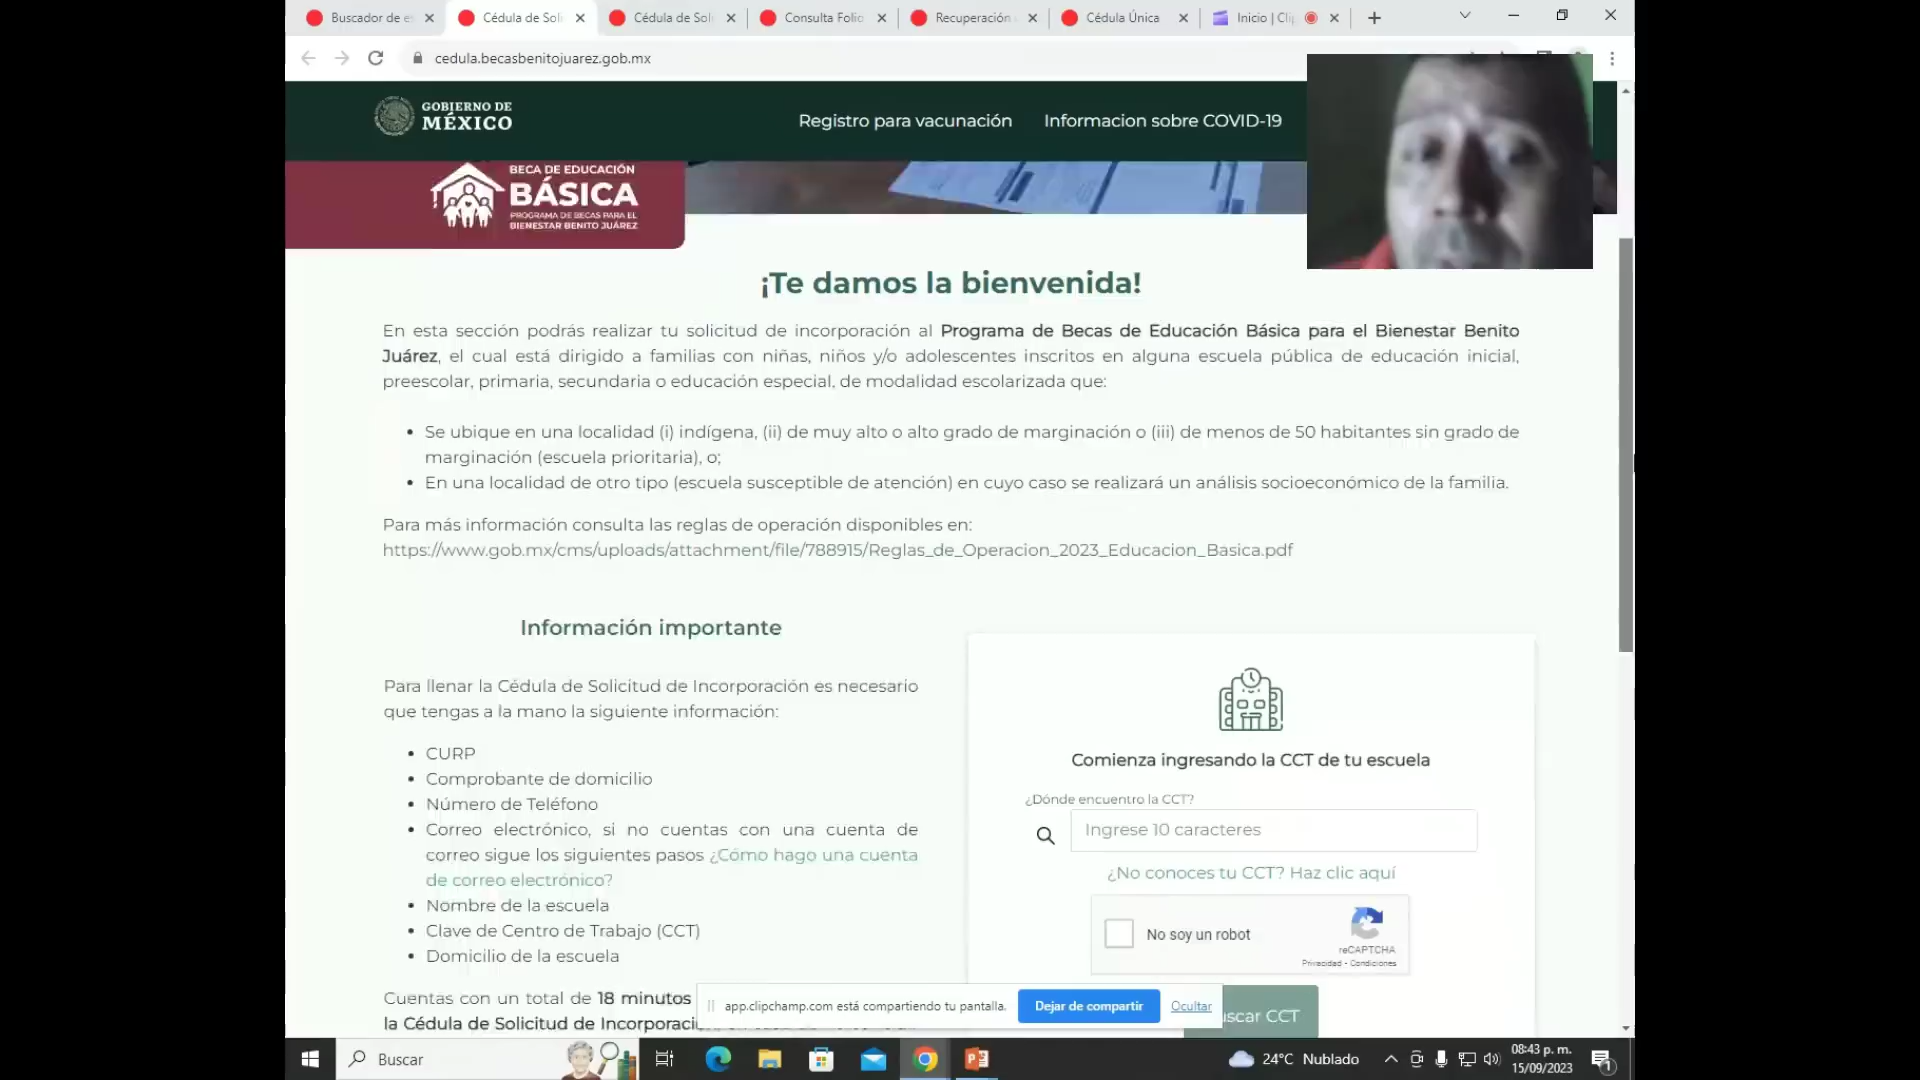 Buscador de e
Cédula de Soli
Cédula de Soli
Consulta Folio
Recuperación
Cédula Única
Inicio | Cli
cedula.becasbenitojuarez.gob.mx
GOBIERNO DE
MÉXICO
Registro para vacunación
Informacion sobre COVID-19
BECA DE EDUCACIÓN
BÁSICA
PROGRAMA DE BECAS PARA EL
BIENESTAR BENITO JUÁREZ
¡Te damos la bienvenida!
En esta sección podrás realizar tu solicitud de incorporación al Programa de Becas de Educación Básica para el Bienestar Benito
Juárez, el cual está dirigido a familias con niñas, niños y/o adolescentes inscritos en alguna escuela pública de educación inicial,
preescolar, primaria, secundaria o educación especial, de modalidad escolarizada que:
• Se ubique en una localidad (i) indígena, (ii) de muy alto o alto grado de marginación o (iii) de menos de 50 habitantes sin grado de
marginación (escuela prioritaria), o;
• En una localidad de otro tipo (escuela susceptible de atención) en cuyo caso se realizará un análisis socioeconómico de la familia.
Para más información consulta las reglas de operación disponibles en:
https://www.gob.mx/cms/uploads/attachment/file/788915/Reglas_de_Operacion_2023_Educacion_Basica.pdf
Información importante
Para llenar la Cédula de Solicitud de Incorporación es necesario
que tengas a la mano la siguiente información:
• CURP
• Comprobante de domicilio
• Número de Teléfono
• Correo electrónico, si no cuentas con una cuenta de
correo sigue los siguientes pasos ¿Cómo hago una cuenta
de correo electrónico?
• Nombre de la escuela
• Clave de Centro de Trabajo (CCT)
• Domicilio de la escuela
Cuentas con un total de 18 minutos
la Cédula de Solicitud de Incorporaci
Comienza ingresando la CCT de tu escuela
¿Dónde encuentro la CCT?
Ingrese 10 caracteres
¿No conoces tu CCT? Haz clic aquí
No soy un robot
reCAPTCHA
Privacidad - Condiciones
uscar CCT
app.clipchamp.com está compartiendo tu pantalla.
Dejar de compartir
Ocultar
Buscar
24°C Nublado
08:43 p. m.
15/09/2023
1